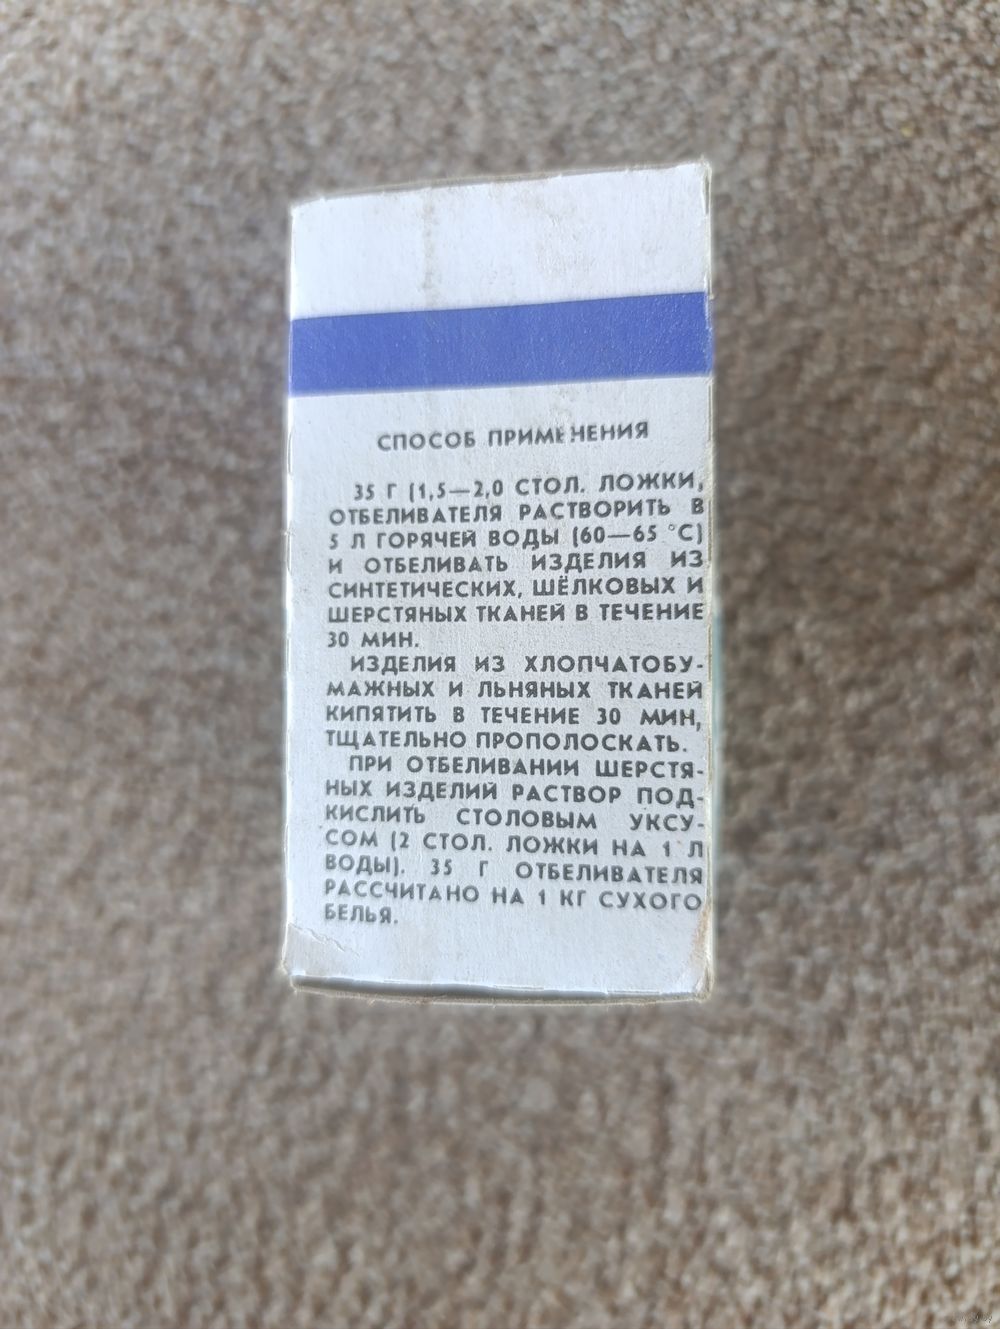 СПОСОБ ПРИМЕНЕНИЯ
35 Г (1,5—2,0 СТОЛ. ЛОЖКИ,
ОТБЕЛИВАТЕЛЯ РАСТВОРИТЬ В
5 Л ГОРЯЧЕЙ ВОДЫ (60—65 °С)
И ОТБЕЛИВАТЬ ИЗДЕЛИЯ ИЗ
СИНТЕТИЧЕСКИХ, ШЁЛКОВЫХ И
ШЕРСТЯНЫХ ТКАНЕЙ В ТЕЧЕНИЕ
30 МИН.
ИЗДЕЛИЯ ИЗ ХЛОПЧАТОБУ-
МАЖНЫХ И ЛЬНЯНЫХ ТКАНЕЙ
КИПЯТИТЬ В ТЕЧЕНИЕ 30 МИН,
ТЩАТЕЛЬНО ПРОПОЛОСКАТЬ.
ПРИ ОТБЕЛИВАНИИ ШЕРСТЯ-
НЫХ ИЗДЕЛИЙ РАСТВОР ПОД-
КИСЛИТЬ СТОЛОВЫМ УКСУ-
СОМ (2 СТОЛ. ЛОЖКИ НА 1 Л
ВОДЫ). 35 Г ОТБЕЛИВАТЕЛЯ
РАССЧИТАНО НА 1 КГ СУХОГО
БЕЛЬЯ.